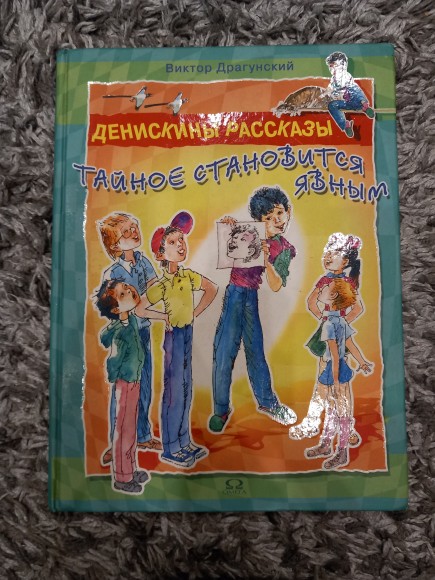 Виктор Драгунский
ДЕНИСКИНЫ РАССКАЗЫ
ТАЙНОЕ СТАНОВИТСЯ
ЯВНЫМ